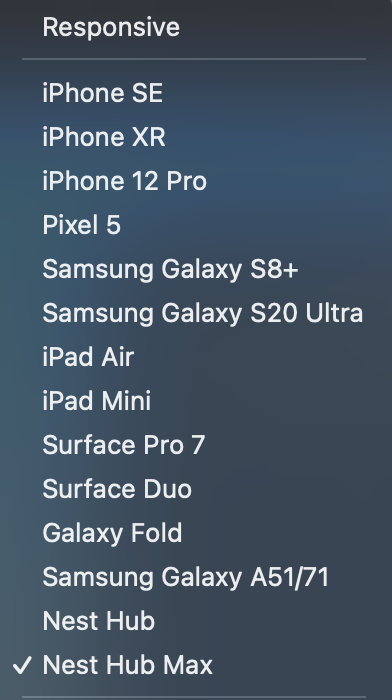 Responsive
iPhone SE
iPhone XR
iPhone 12 Pro
Pixel 5
Samsung Galaxy S8+
Samsung Galaxy S20 Ultra
iPad Air
iPad Mini
Surface Pro 7
Surface Duo
Galaxy Fold
Samsung Galaxy A51/71
Nest Hub
✓ Nest Hub Max